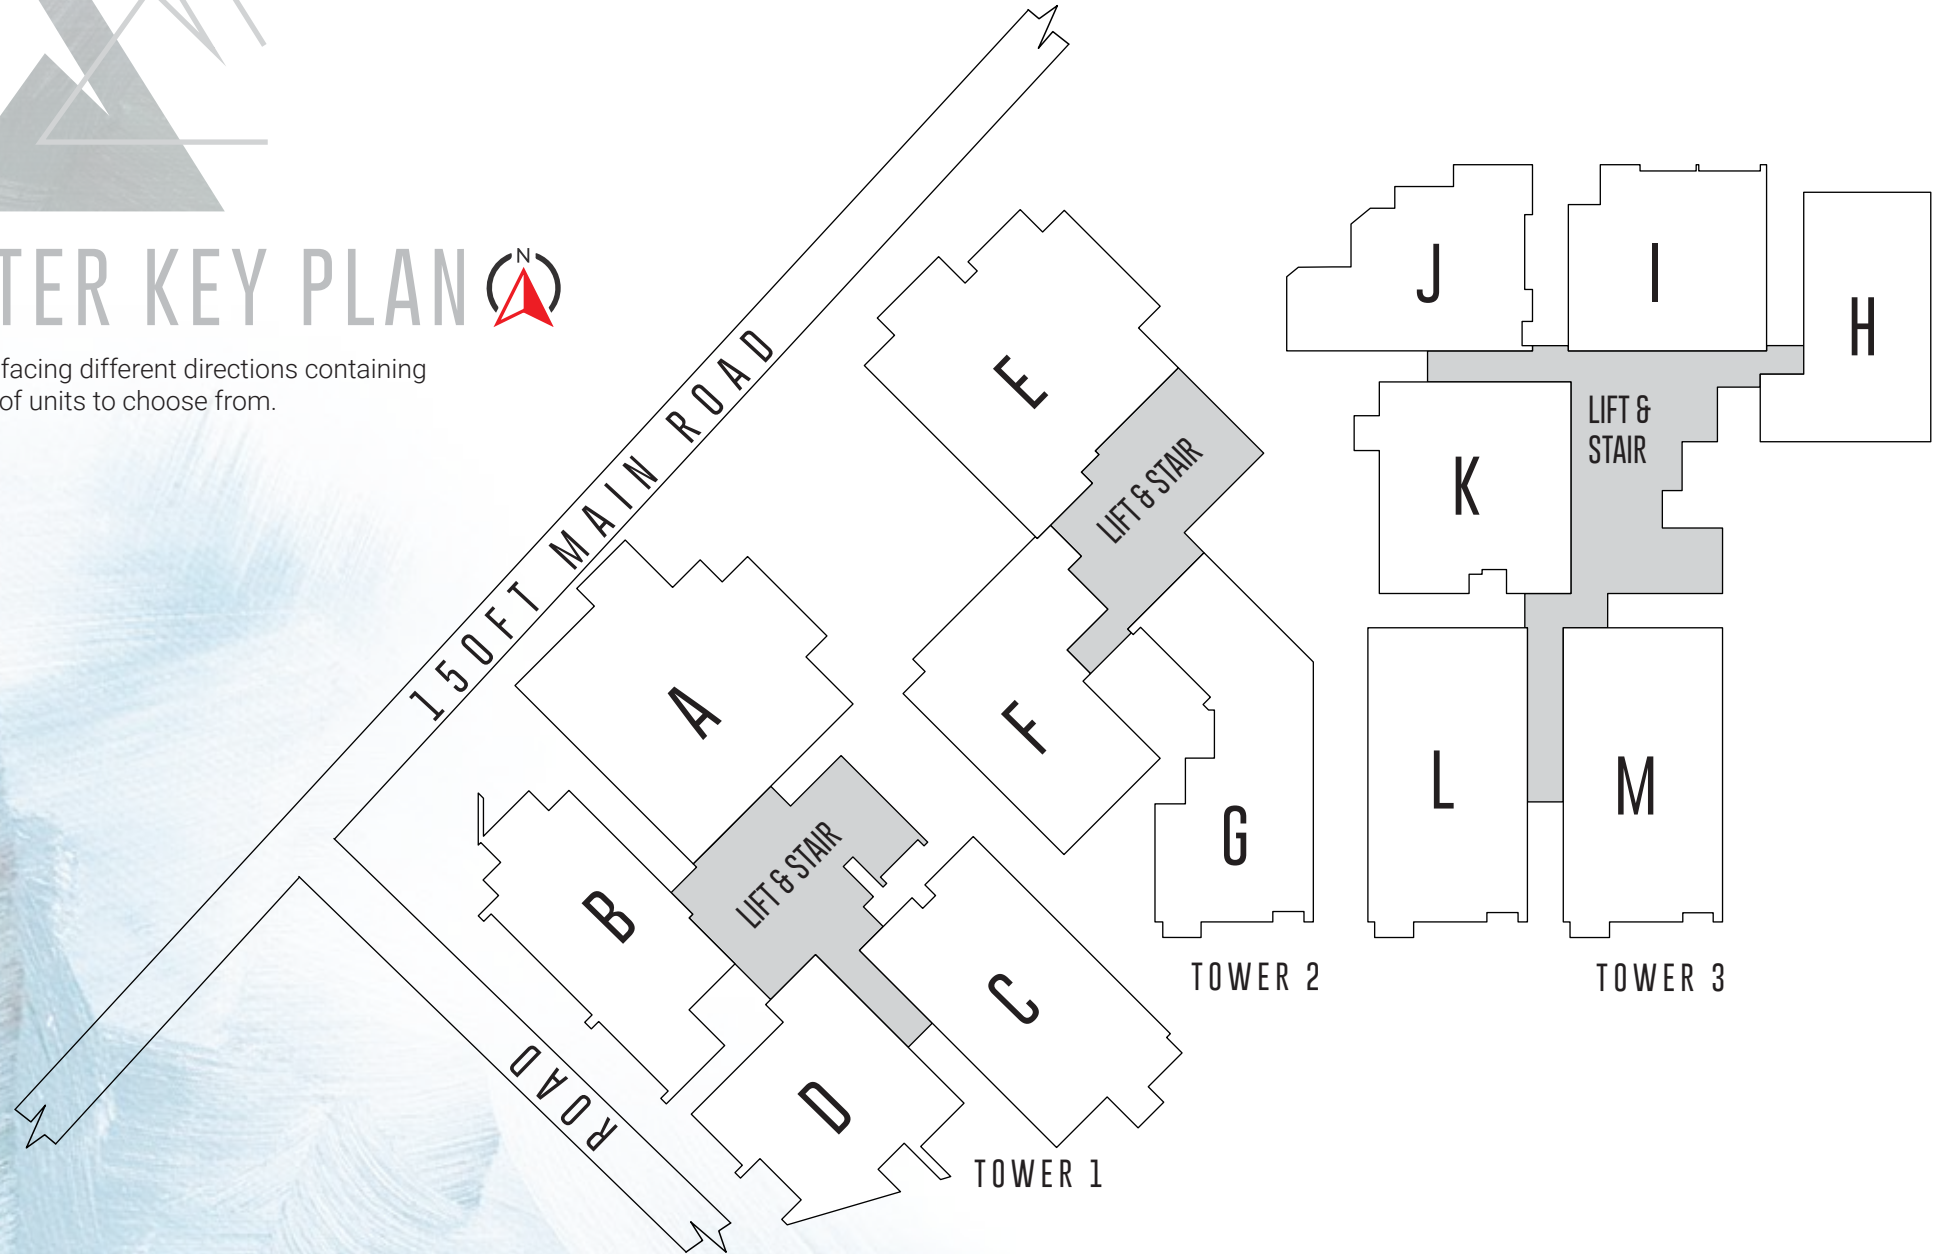 TER KEY PLAN
N
facing different directions containing
of units to choose from.
150FT MAIN ROAD
ROAD
A
B
C
D
LIFT & STAIR
TOWER 1
E
F
G
LIFT & STAIR
TOWER 2
J
I
H
K
LIFT &
STAIR
L
M
TOWER 3